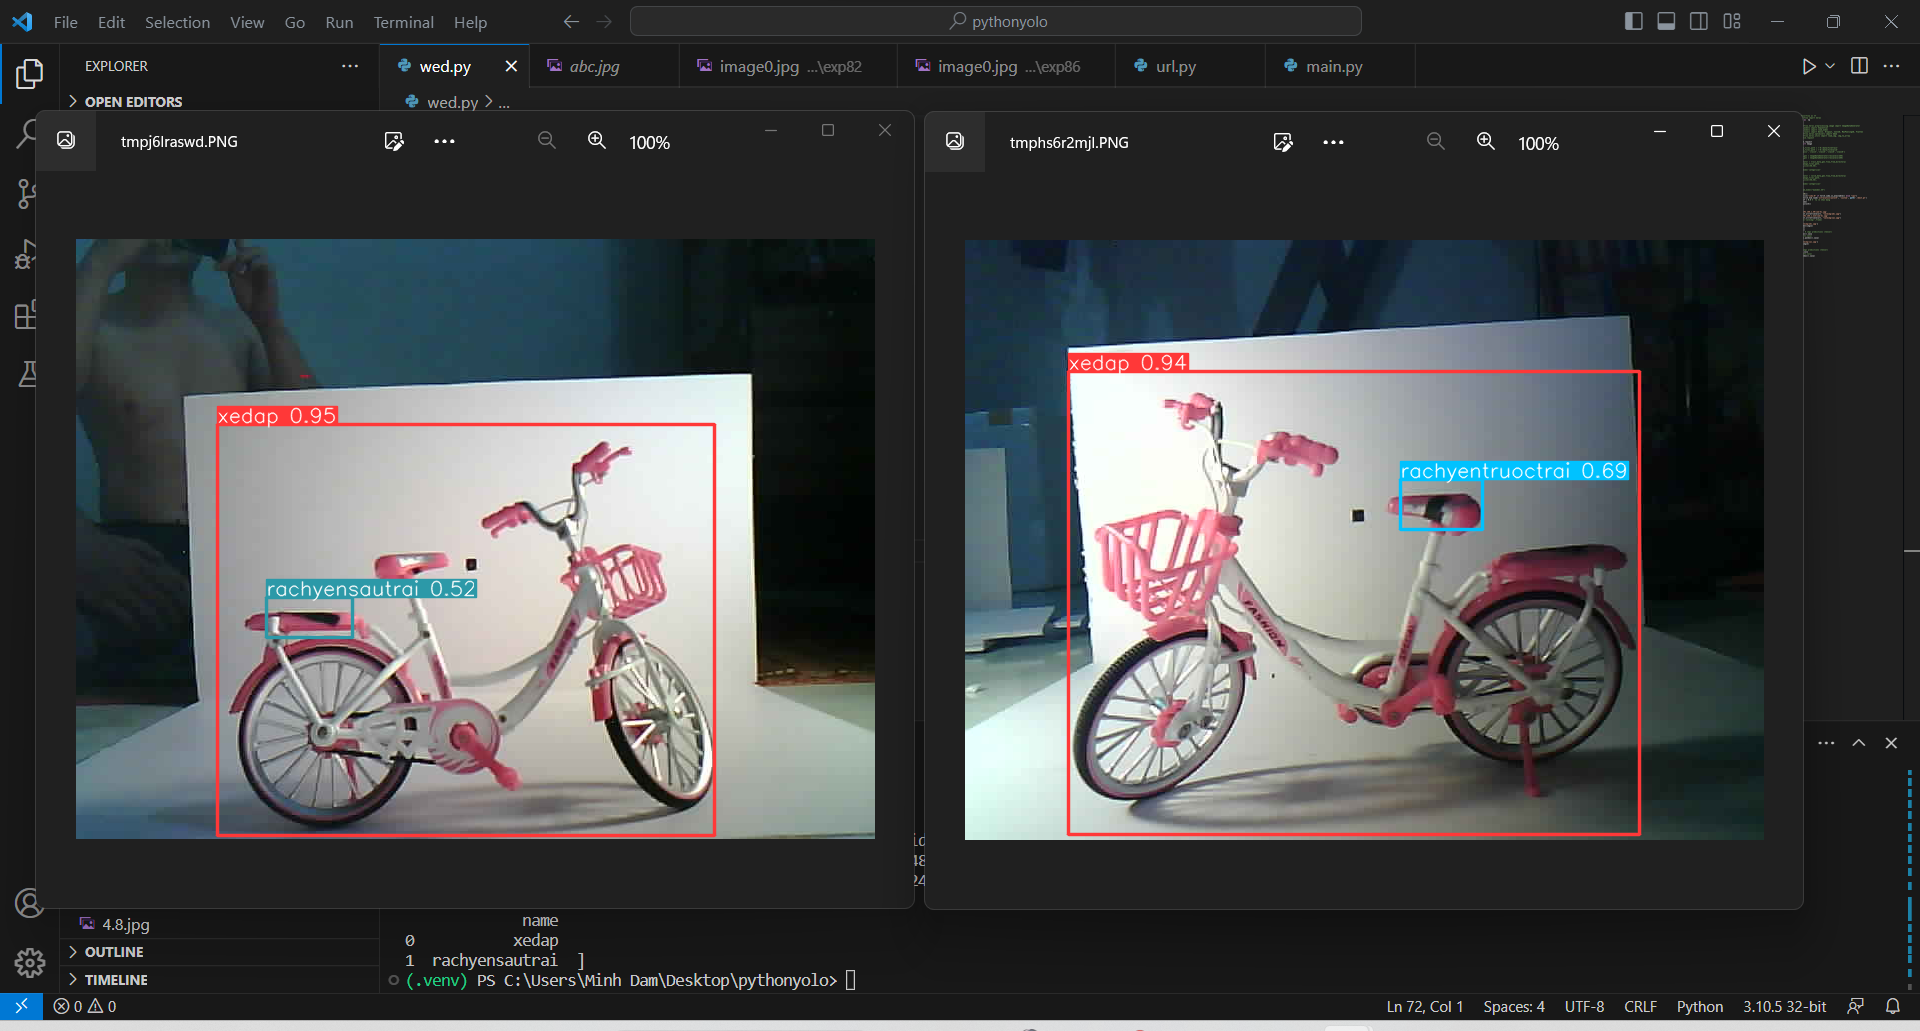 File Edit Selection View Go Run Terminal Help
pythonyolo
EXPLORER
wed.py
abc.jpg
image0.jpg ...\exp82
image0.jpg ...\exp86
url.py
main.py
OPEN EDITORS
wed.py > ...
tmpj6lraswd.PNG
100%
tmphs6r2mjl.PNG
100%
xedap 0.95
rachyensautrai 0.52
xedap 0.94
rachyentruoctrai 0.69
FASHION
4.8.jpg
OUTLINE
TIMELINE
name
0 xedap
1 rachyensautrai ]
(.venv) PS C:\Users\Minh Dam\Desktop\pythonyolo>
0 0
Ln 72, Col 1 Spaces: 4 UTF-8 CRLF Python 3.10.5 32-bit